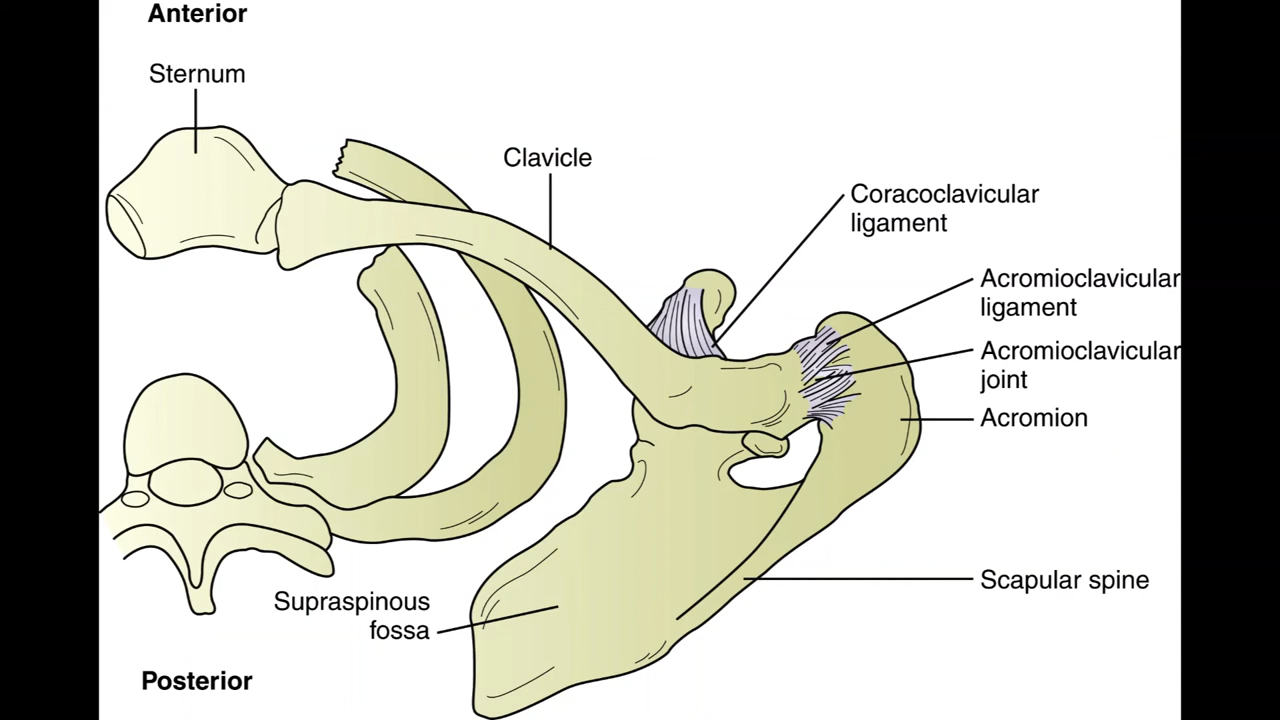 Anterior
Sternum
Clavicle
Coracoclavicular
ligament
Acromioclavicular
ligament
Acromioclavicular
joint
Acromion
Scapular spine
Supraspinous
fossa
Posterior